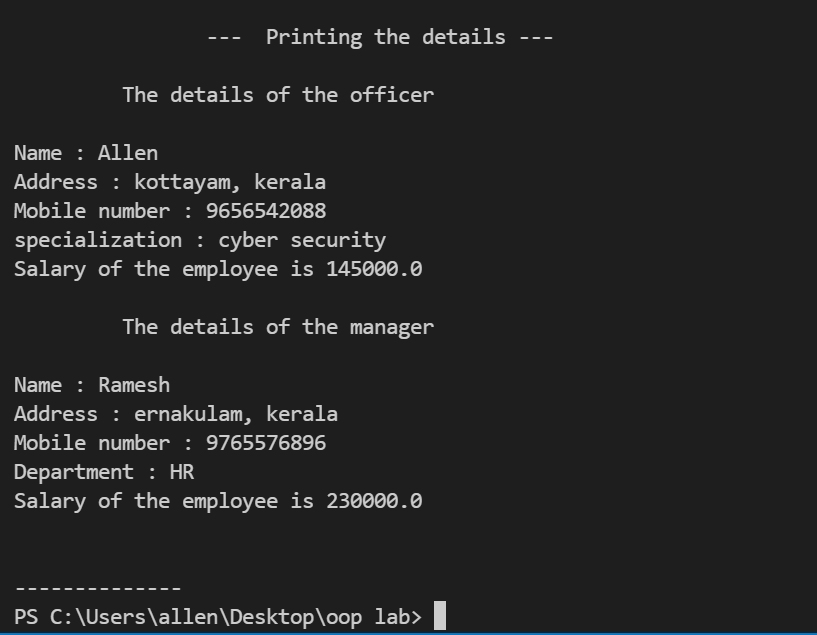 --- Printing the details ---
The details of the officer
Name : Allen
Address : kottayam, kerala
Mobile number : 9656542088
specialization : cyber security
Salary of the employee is 145000.0
The details of the manager
Name : Ramesh
Address : ernakulam, kerala
Mobile number : 9765576896
Department : HR
Salary of the employee is 230000.0
--------------
PS C:\Users\allen\Desktop\oop lab>